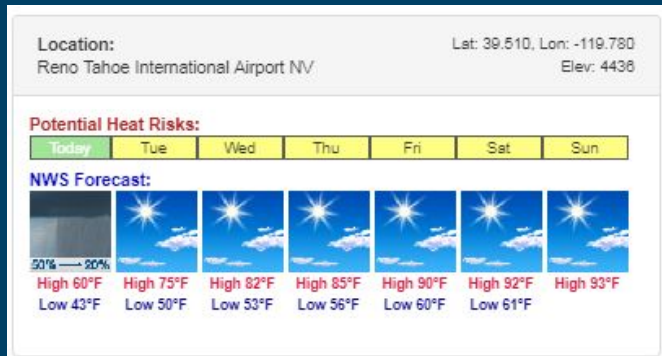 Location:
Lat: 39.510, Lon: -119.780
Reno Tahoe International Airport NV
Elev: 4436
Potential Heat Risks:
Today Tue Wed Thu Fri Sat Sun
NWS Forecast:
50% 20%
High 60°F High 75°F High 82°F High 85°F High 90°F High 92°F High 93°F
Low 43°F Low 50°F Low 53°F Low 56°F Low 60°F Low 61°F